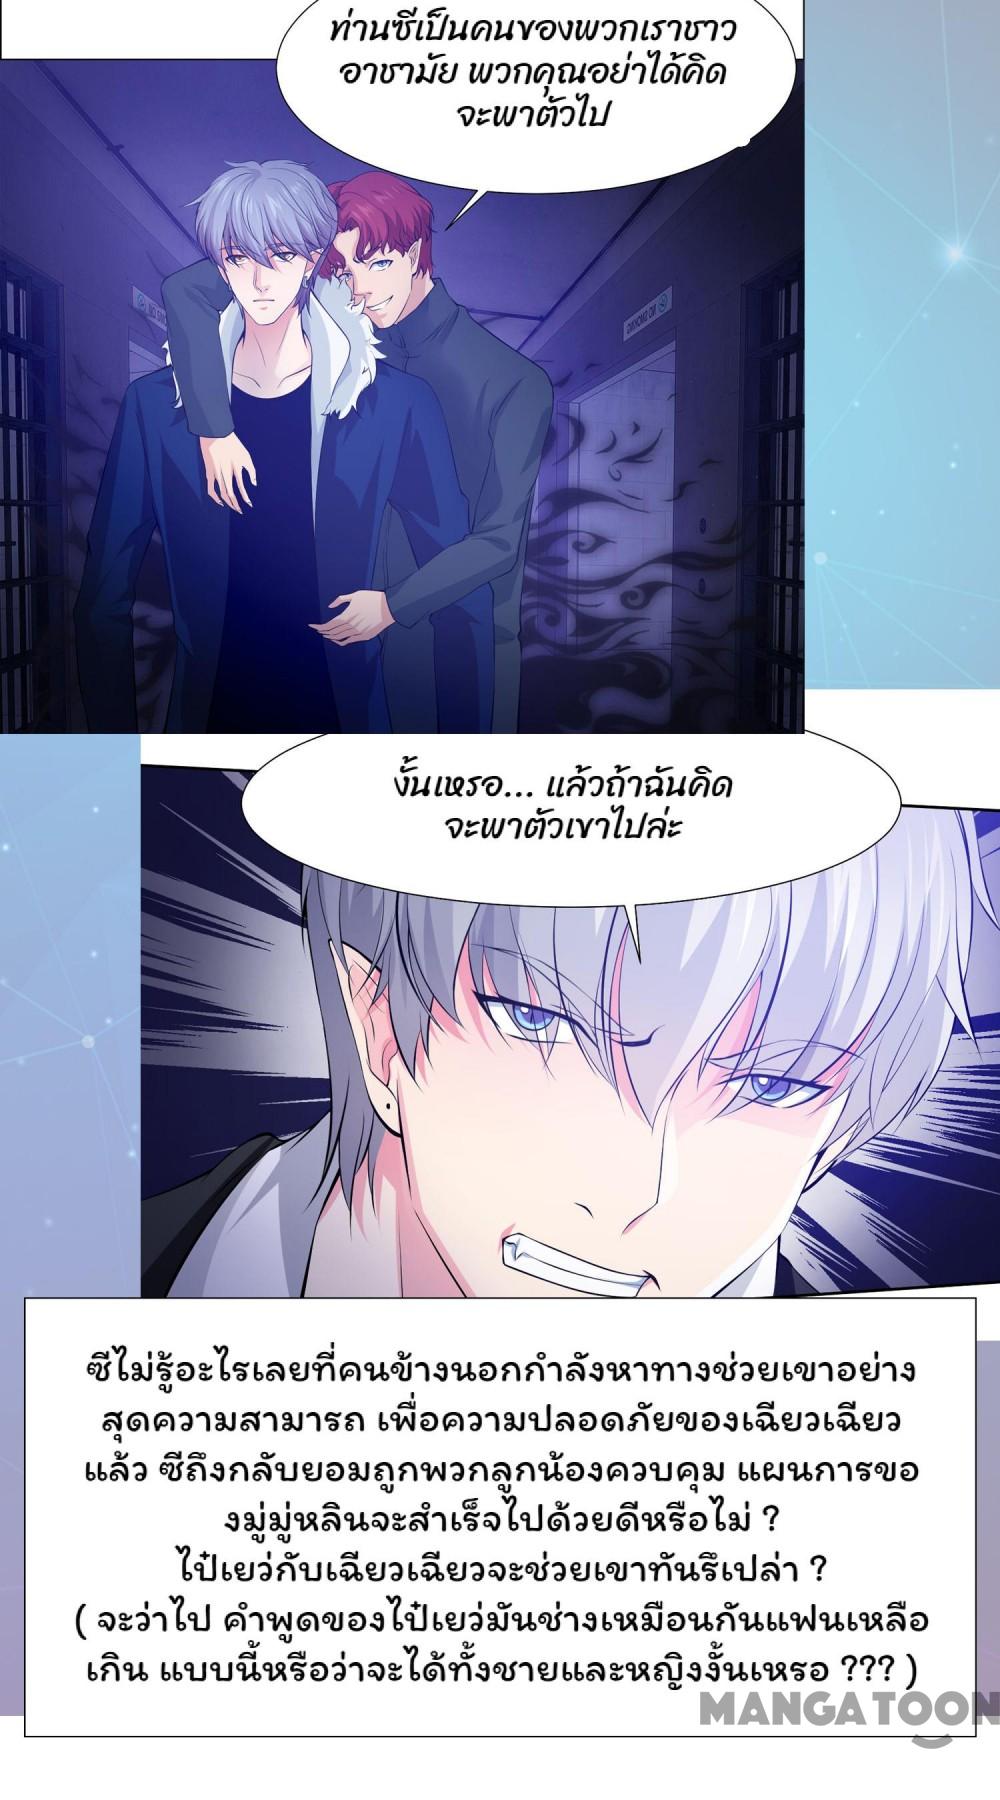 ท่านซีเป็นคนของพวกเราชาว
อาชามัย พวกคุณอย่าได้คิด
จะพาตัวไป
NO SMOKING
งั้นเหรอ... แล้วถ้าฉันคิด
จะพาตัวเขาไปล่ะ
ซีไม่รู้อะไรเลยที่คนข้างนอกกำลังหาทางช่วยเขาอย่าง
สุดความสามารถ เพื่อความปลอดภัยของเฉียวเฉียว
แล้ว ซีถึงกลับยอมถูกพวกลูกน้องควบคุม แผนการขอ
งมู่มู่หลินจะสำเร็จไปด้วยดีหรือไม่ ?
ไป๋เยว่กับเฉียวเฉียวจะช่วยเขาทันรึเปล่า ?
( จะว่าไป คำพูดของไป๋เยว่มันช่างเหมือนกันแฟนเหลือ
เกิน แบบนี้หรือว่าจะได้ทั้งชายและหญิงงั้นเหรอ ??? )
MANGATOON